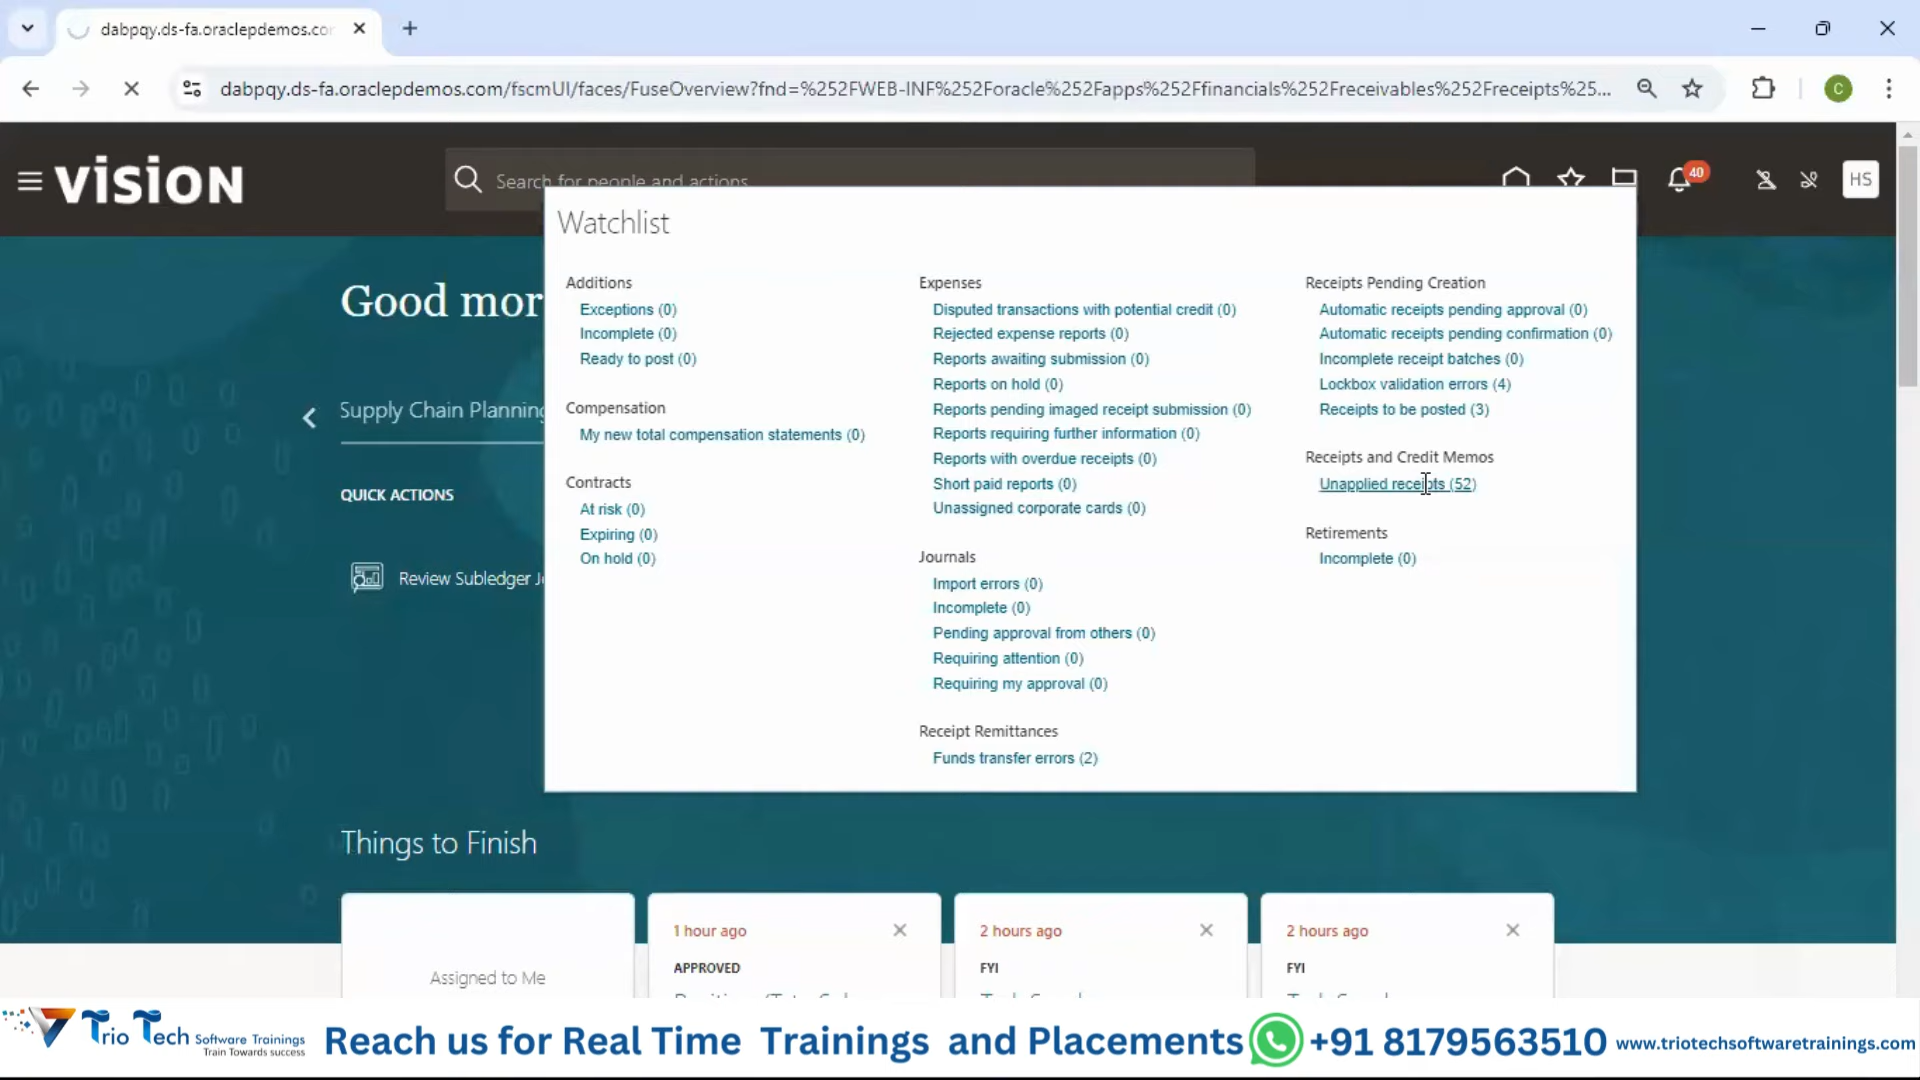 dabpqy.ds-fa.oraclepdemos.co
dabpqy.ds-fa.oraclepdemos.com/fscmUI/faces/FuseOverview?fnd=%252FWEB-INF%252Foracle%252Fapps%252Ffinancials%252Freceivables%252Freceipts%25...
C
VISION
Search for people and actions
40
HS
Good mor
Supply Chain Planning
QUICK ACTIONS
Review Subledger J
Watchlist
Additions
Exceptions (0)
Incomplete (0)
Ready to post (0)
Compensation
My new total compensation statements (0)
Contracts
At risk (0)
Expiring (0)
On hold (0)
Expenses
Disputed transactions with potential credit (0)
Rejected expense reports (0)
Reports awaiting submission (0)
Reports on hold (0)
Reports pending imaged receipt submission (0)
Reports requiring further information (0)
Reports with overdue receipts (0)
Short paid reports (0)
Unassigned corporate cards (0)
Journals
Import errors (0)
Incomplete (0)
Pending approval from others (0)
Requiring attention (0)
Requiring my approval (0)
Receipt Remittances
Funds transfer errors (2)
Receipts Pending Creation
Automatic receipts pending approval (0)
Automatic receipts pending confirmation (0)
Incomplete receipt batches (0)
Lockbox validation errors (4)
Receipts to be posted (3)
Receipts and Credit Memos
Unapplied receipts (52)
Retirements
Incomplete (0)
Things to Finish
Assigned to Me
1 hour ago
APPROVED
2 hours ago
FYI
2 hours ago
FYI
Trio Tech Software Trainings
Train Towards success
Reach us for Real Time Trainings and Placements
+91 8179563510
www.triotechsoftwaretrainings.com